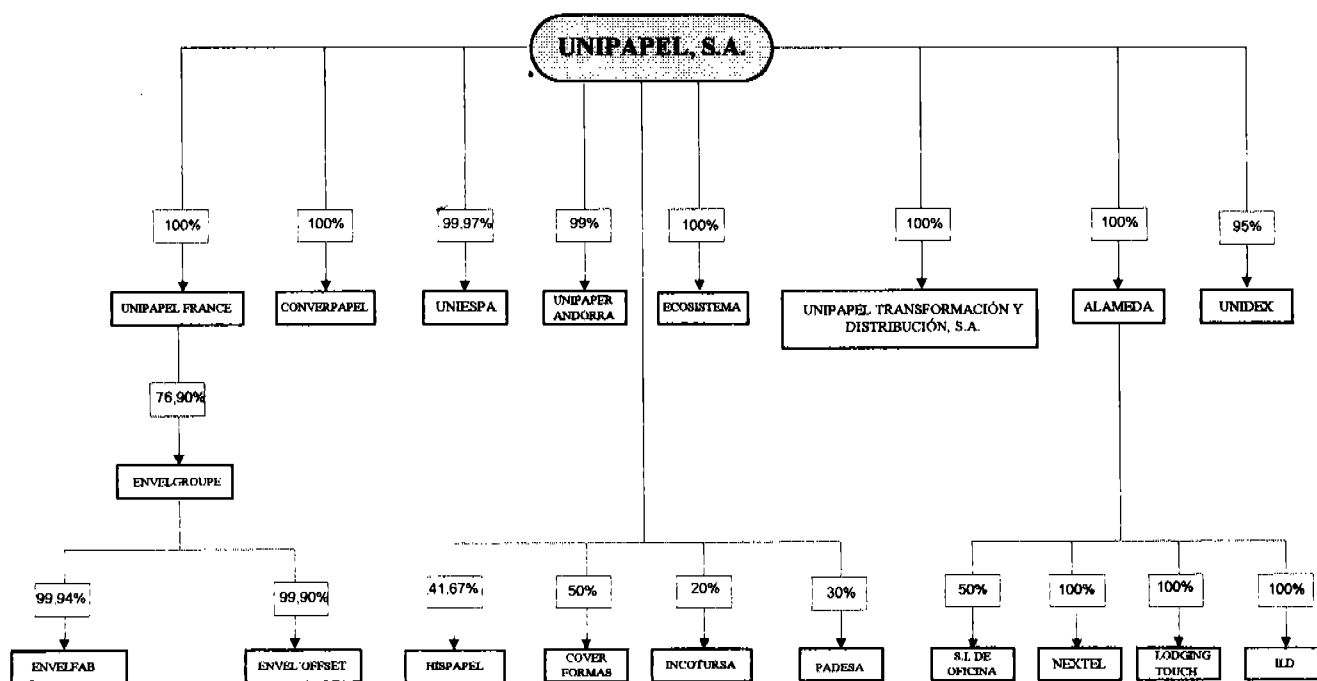 UNIPAPEL, S.A.
100%
100%
99,97%
99%
100%
100%
100%
95%
UNIPAPEL FRANCE
CONVERPAPEL
UNIESPA
UNIPAPER
ANDORRA
ECOSISTEMA
UNIPAPEL TRANSFORMACIÓN Y
DISTRIBUCIÓN, S.A.
ALAMEDA
UNIDEX
76,90%
ENVELGROUPE
99,94%
99,90%
41,67%
50%
20%
30%
50%
100%
100%
100%
ENVELFAB
ENVEL'OFFSET
HISPAPEL
COVER
FORMAS
INCOTURSA
PADESA
S.I. DE
OFICINA
NEXTEL
LODGING
TOUCH
ILD